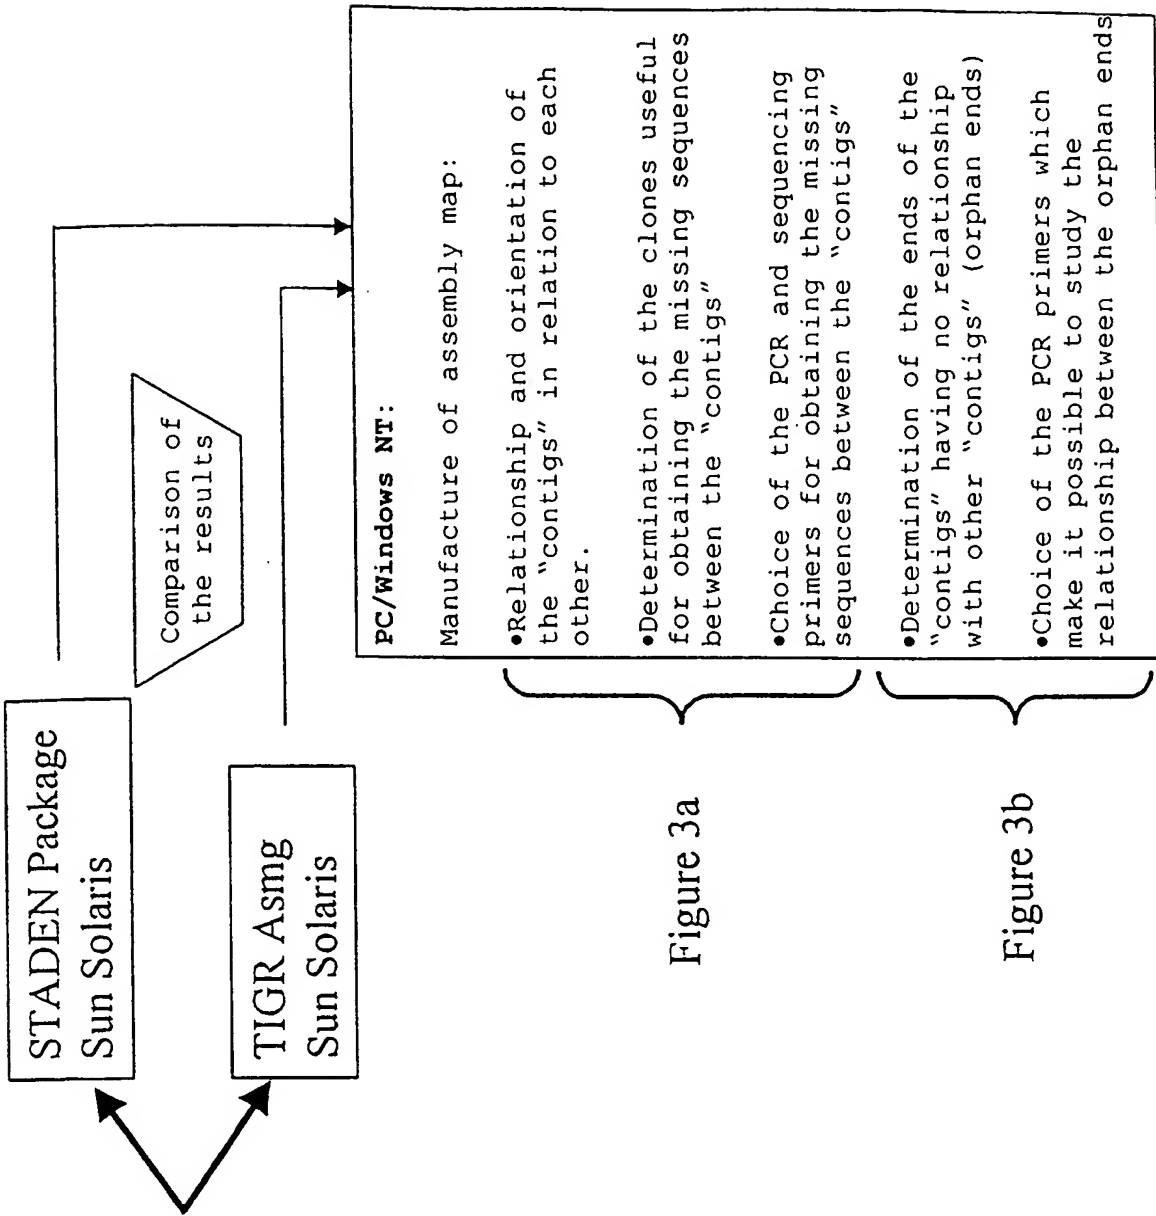 STADEN Package
Sun Solaris
Comparison of
the results
TIGR Asmg
Sun Solaris
PC/Windows NT:
Manufacture of assembly map:
•Relationship and orientation of
the "contigs" in relation to each
other.
•Determination of the clones useful
for obtaining the missing sequences
between the "contigs"
•Choice of the PCR and sequencing
primers for obtaining the missing
sequences between the "contigs"
•Determination of the ends of the
"contigs" having no relationship
with other "contigs" (orphan ends)
•Choice of the PCR primers which
make it possible to study the
relationship between the orphan ends
Figure 3a
Figure 3b